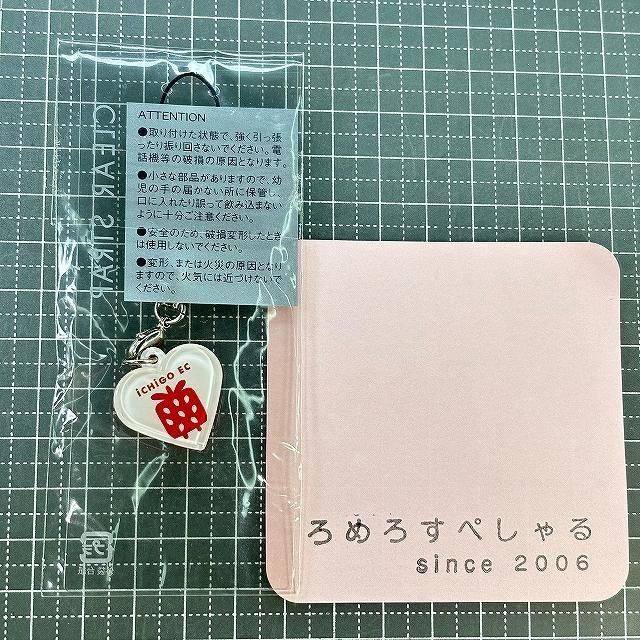 CLEAR STRAP
ATTENTION
●取り付けた状態で、強く引っ張
ったり振り回さないでください。電
話機等の破損の原因となります。
●小さな部品がありますので、幼
児の手の届かない所に保管し、
口に入れたり誤って飲み込まない
ように十分ご注意ください。
●安全のため、破損変形したとき
は使用しないでください。
●変形、または火災の原因となり
ますので、火気には近づけないで
ください。
iCHiGO EC
ろめろすぺしゃる
since 2006
プラ